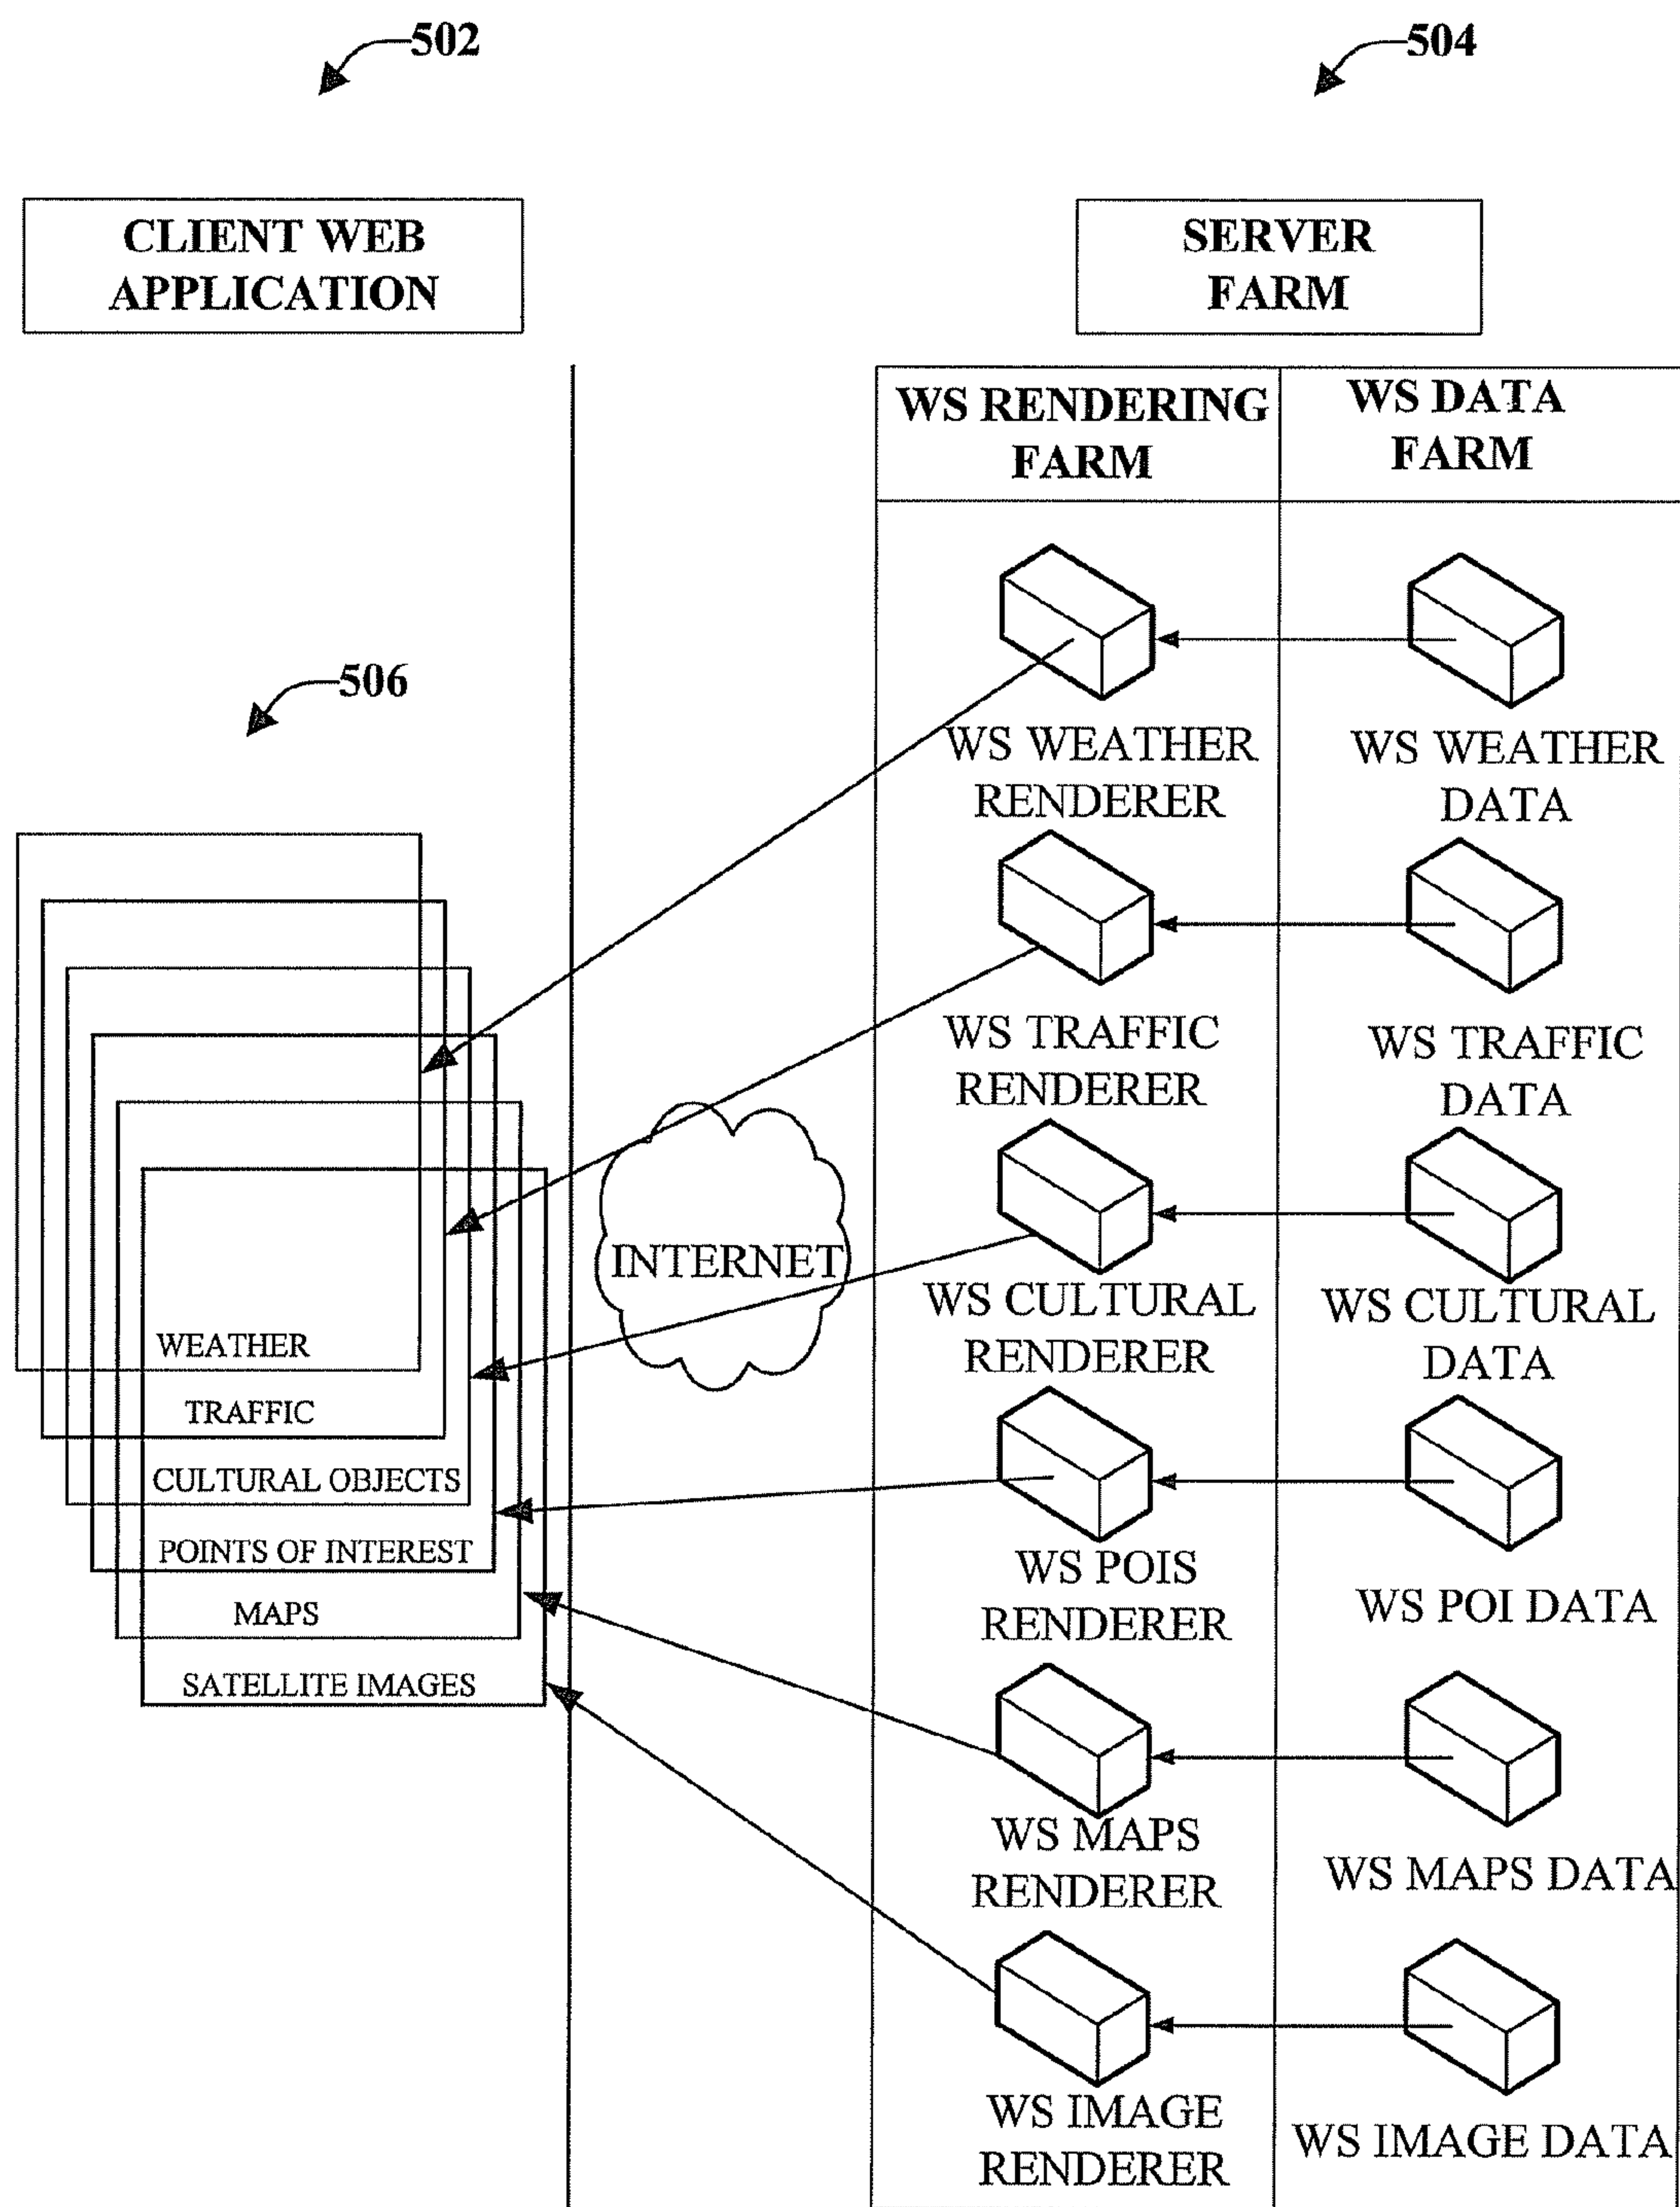 502
504
CLIENT WEB
APPLICATION
SERVER
FARM
WS RENDERING
FARM
WS DATA
FARM
506
WS WEATHER
RENDERER
WS WEATHER
DATA
WS TRAFFIC
RENDERER
WS TRAFFIC
DATA
INTERNET
WS CULTURAL
RENDERER
WS CULTURAL
DATA
WEATHER
TRAFFIC
CULTURAL OBJECTS
POINTS OF INTEREST
MAPS
SATELLITE IMAGES
WS POIS
RENDERER
WS POI DATA
WS MAPS
RENDERER
WS MAPS DATA
WS IMAGE
RENDERER
WS IMAGE DATA